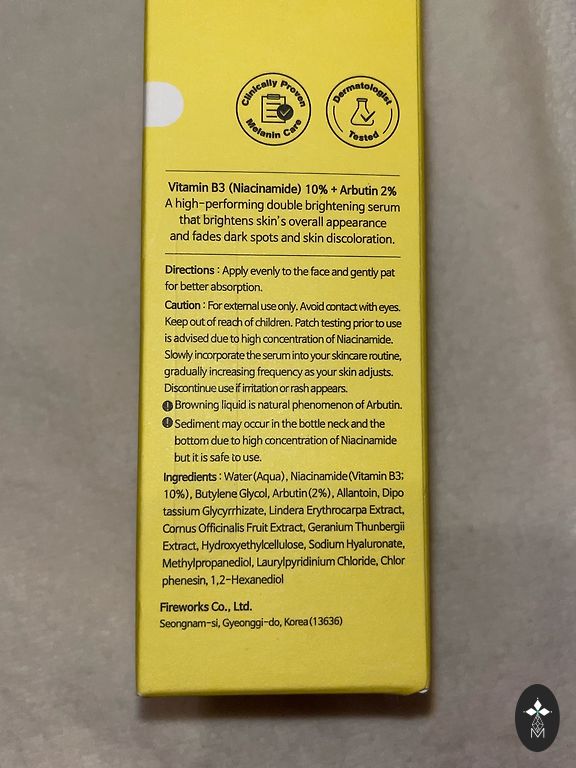 Clinically Proven
Melanin Care
Dermatologist
Tested
Vitamin B3 (Niacinamide) 10% + Arbutin 2%
A high-performing double brightening serum
that brightens skin's overall appearance
and fades dark spots and skin discoloration.
Directions : Apply evenly to the face and gently pat
for better absorption.
Caution : For external use only. Avoid contact with eyes.
Keep out of reach of children. Patch testing prior to use
is advised due to high concentration of Niacinamide.
Slowly incorporate the serum into your skincare routine,
gradually increasing frequency as your skin adjusts.
Discontinue use if irritation or rash appears.
Browning liquid is natural phenomenon of Arbutin.
Sediment may occur in the bottle neck and the
bottom due to high concentration of Niacinamide
but it is safe to use.
Ingredients : Water(Aqua), Niacinamide(Vitamin B3;
10%), Butylene Glycol, Arbutin(2%), Allantoin, Dipo
tassium Glycyrrhizate, Lindera Erythrocarpa Extract,
Cornus Officinalis Fruit Extract, Geranium Thunbergii
Extract, Hydroxyethylcellulose, Sodium Hyaluronate,
Methylpropanediol, Laurylpyridinium Chloride, Chlor
phenesin, 1,2-Hexanediol
Fireworks Co., Ltd.
Seongnam-si, Gyeonggi-do, Korea(13636)
M